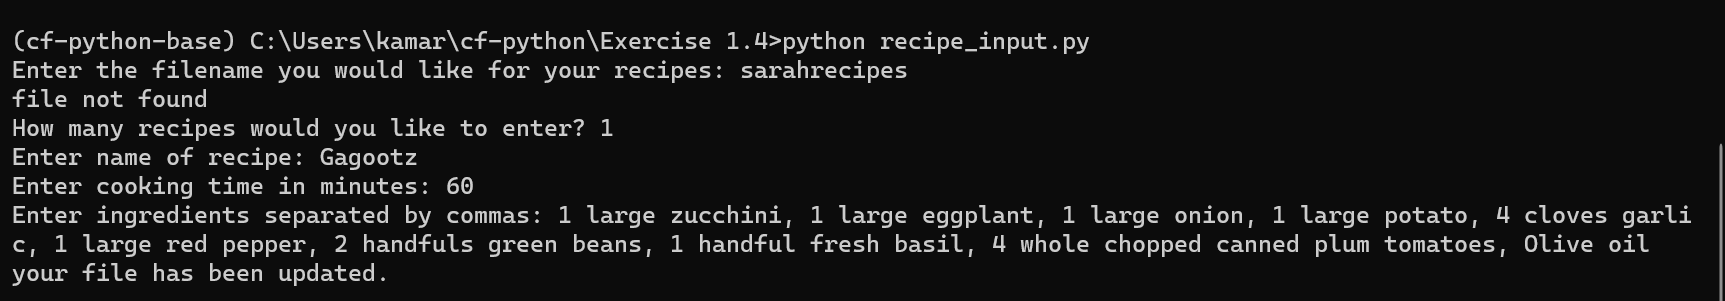 (cf-python-base) C:\Users\kamar\cf-python\Exercise 1.4>python recipe_input.py
Enter the filename you would like for your recipes: sarahrecipes
file not found
How many recipes would you like to enter? 1
Enter name of recipe: Gagootz
Enter cooking time in minutes: 60
Enter ingredients separated by commas: 1 large zucchini, 1 large eggplant, 1 large onion, 1 large potato, 4 cloves garli
c, 1 large red pepper, 2 handfuls green beans, 1 handful fresh basil, 4 whole chopped canned plum tomatoes, Olive oil
your file has been updated.